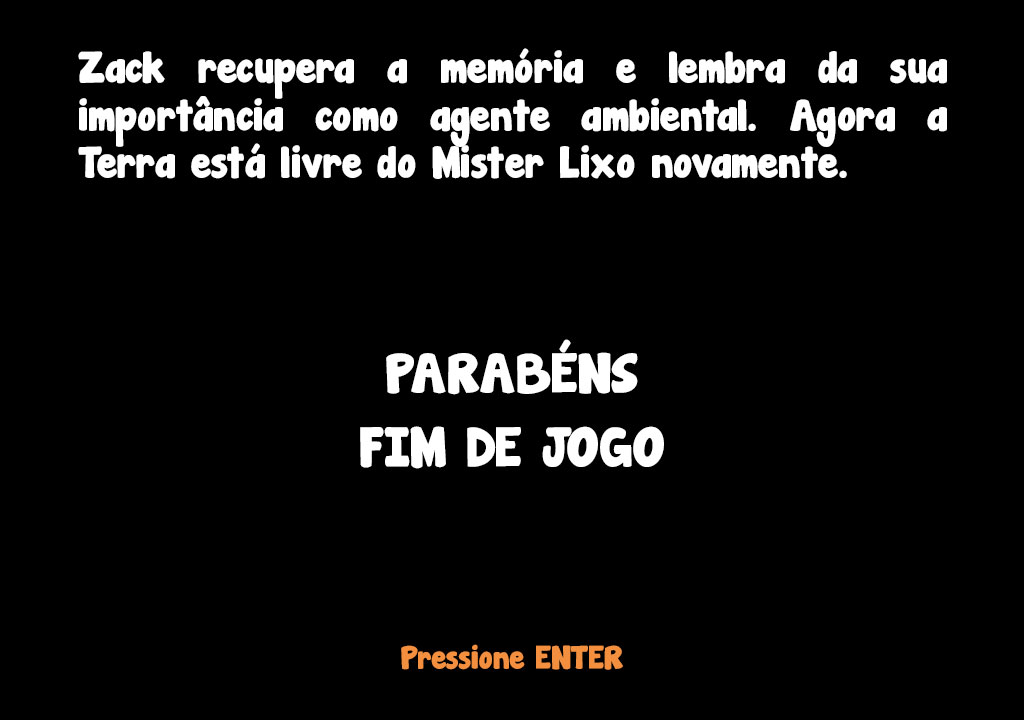 Zack recupera a memória e lembra da sua
importância como agente ambiental. Agora a
Terra está livre do Mister Lixo novamente.
PARABÉNS
FIM DE JOGO
Pressione ENTER